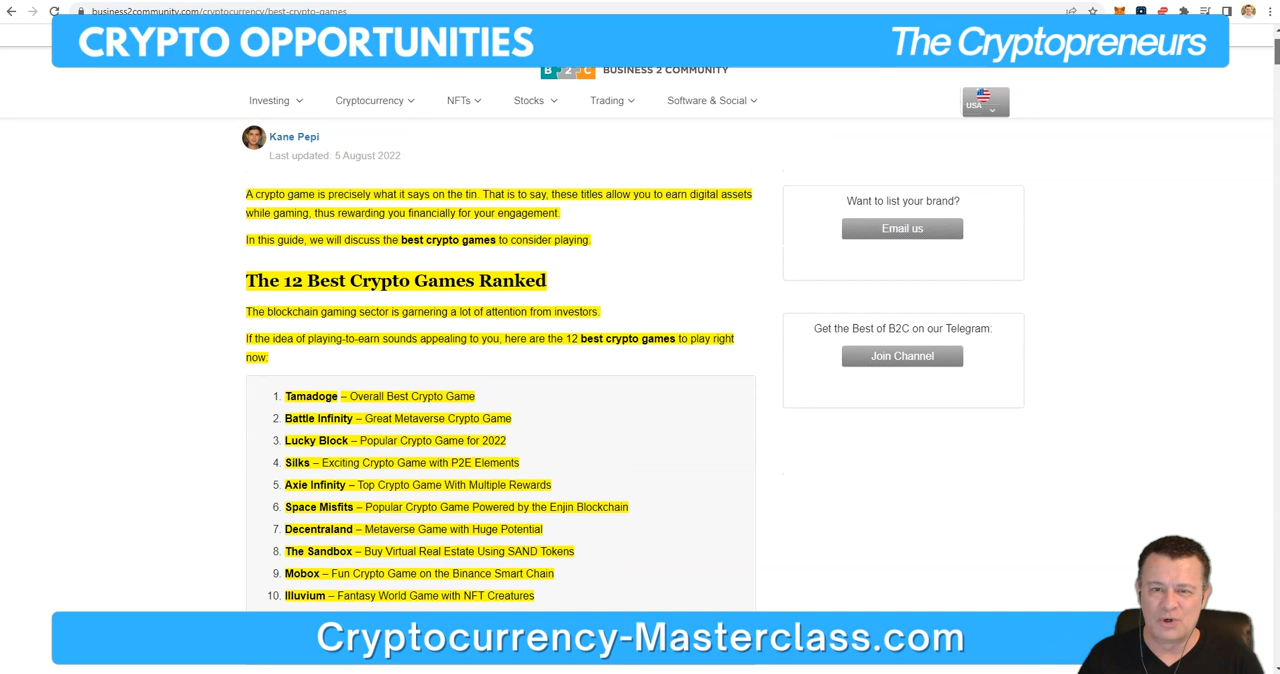 business2community.com/cryptocurrency/best-crypto-games
CRYPTO OPPORTUNITIES
The Cryptopreneurs
B 2 C BUSINESS 2 COMMUNITY
Investing
Cryptocurrency
NFTs
Stocks
Trading
Software & Social
USA
Kane Pepi
Last updated: 5 August 2022
A crypto game is precisely what it says on the tin. That is to say, these titles allow you to earn digital assets
while gaming, thus rewarding you financially for your engagement.
In this guide, we will discuss the best crypto games to consider playing.
The 12 Best Crypto Games Ranked
The blockchain gaming sector is garnering a lot of attention from investors.
If the idea of playing-to-earn sounds appealing to you, here are the 12 best crypto games to play right
now:
1. Tamadoge – Overall Best Crypto Game
2. Battle Infinity – Great Metaverse Crypto Game
3. Lucky Block – Popular Crypto Game for 2022
4. Silks – Exciting Crypto Game with P2E Elements
5. Axie Infinity – Top Crypto Game With Multiple Rewards
6. Space Misfits – Popular Crypto Game Powered by the Enjin Blockchain
7. Decentraland – Metaverse Game with Huge Potential
8. The Sandbox – Buy Virtual Real Estate Using SAND Tokens
9. Mobox – Fun Crypto Game on the Binance Smart Chain
10. Illuvium – Fantasy World Game with NFT Creatures
Want to list your brand?
Email us
Get the Best of B2C on our Telegram:
Join Channel
Cryptocurrency-Masterclass.com